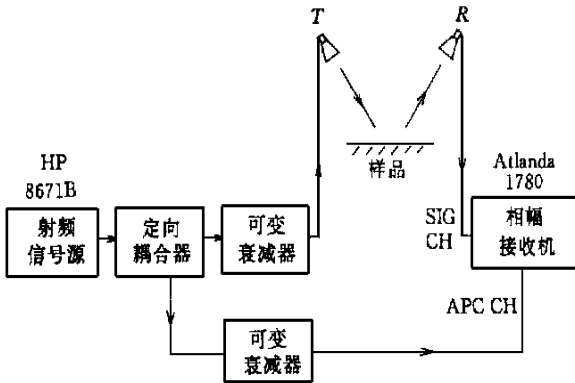 T
R
样品
HP
8671B
射频
信号源
定向
耦合器
可变
衰减器
SIG
CH
Atlanda
1780
相幅
接收机
APC CH
可变
衰减器